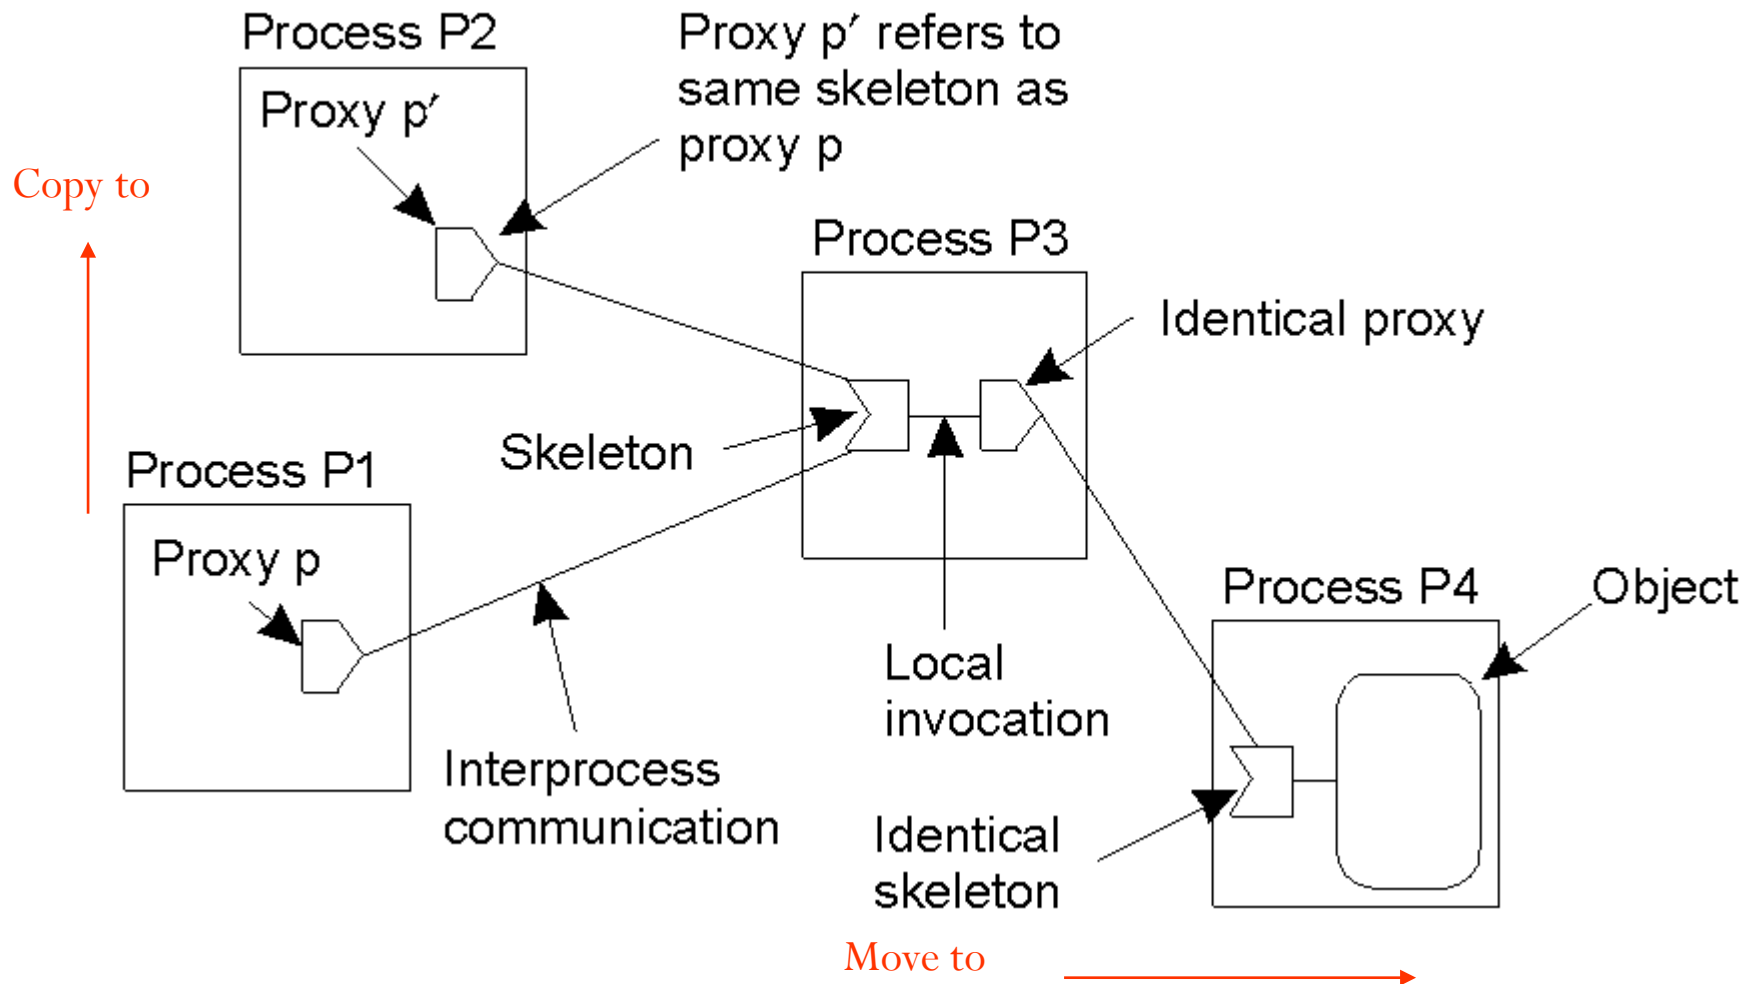 Process P2
Proxy p′ refers to
same skeleton as
proxy p
Proxy p′
Copy to
Process P3
Identical proxy
Skeleton
Process P1
Proxy p
Process P4
Object
Local
invocation
Interprocess
communication
Identical
skeleton
Move to